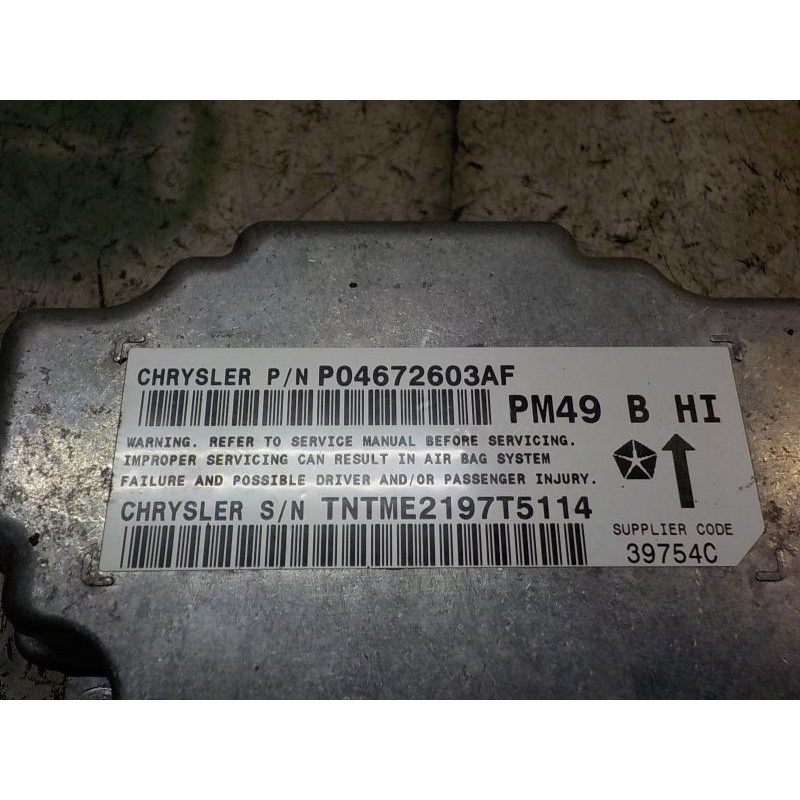 CHRYSLER P/N P04672603AF
PM49 B HI
WARNING. REFER TO SERVICE MANUAL BEFORE SERVICING.
IMPROPER SERVICING CAN RESULT IN AIR BAG SYSTEM
FAILURE AND POSSIBLE DRIVER AND/OR PASSENGER INJURY.
CHRYSLER S/N TNTME2197T5114
SUPPLIER CODE
39754C